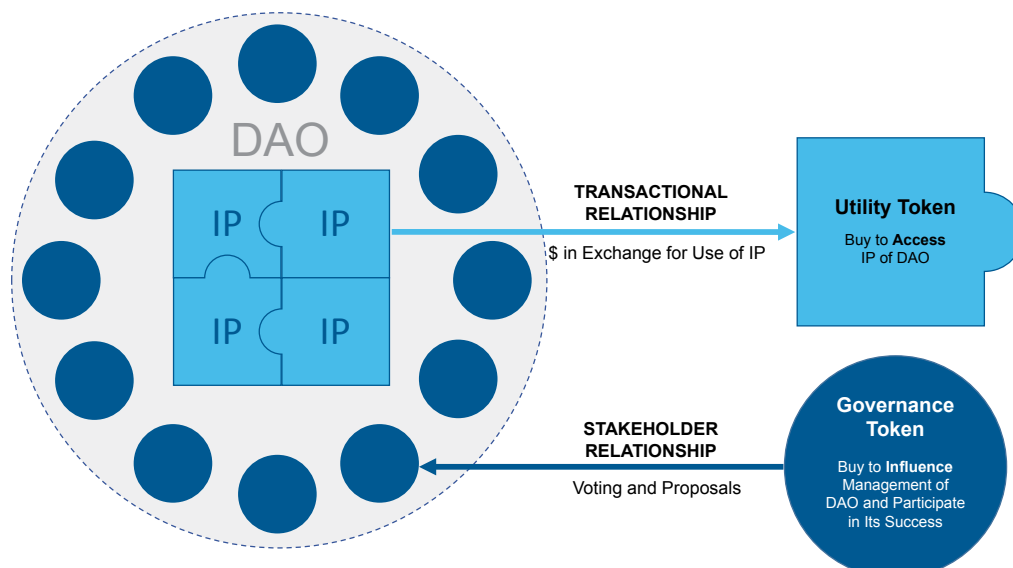 DAO
IP
IP
IP
IP
TRANSACTIONAL
RELATIONSHIP
$ in Exchange for Use of IP
Utility Token
Buy to Access
IP of DAO
STAKEHOLDER
RELATIONSHIP
Voting and Proposals
Governance
Token
Buy to Influence
Management of
DAO and Participate
in Its Success